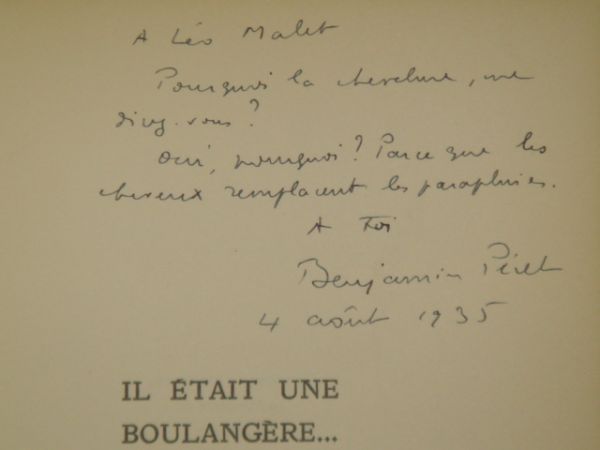 A Léo Malet
Pourquoi la chevelure, me
direz-vous?
Oui, pourquoi? Parce que les
cheveux remplacent les parapluies.
A toi
Benjamin Péret
4 août 1935
IL ÉTAIT UNE
BOULANGÈRE...